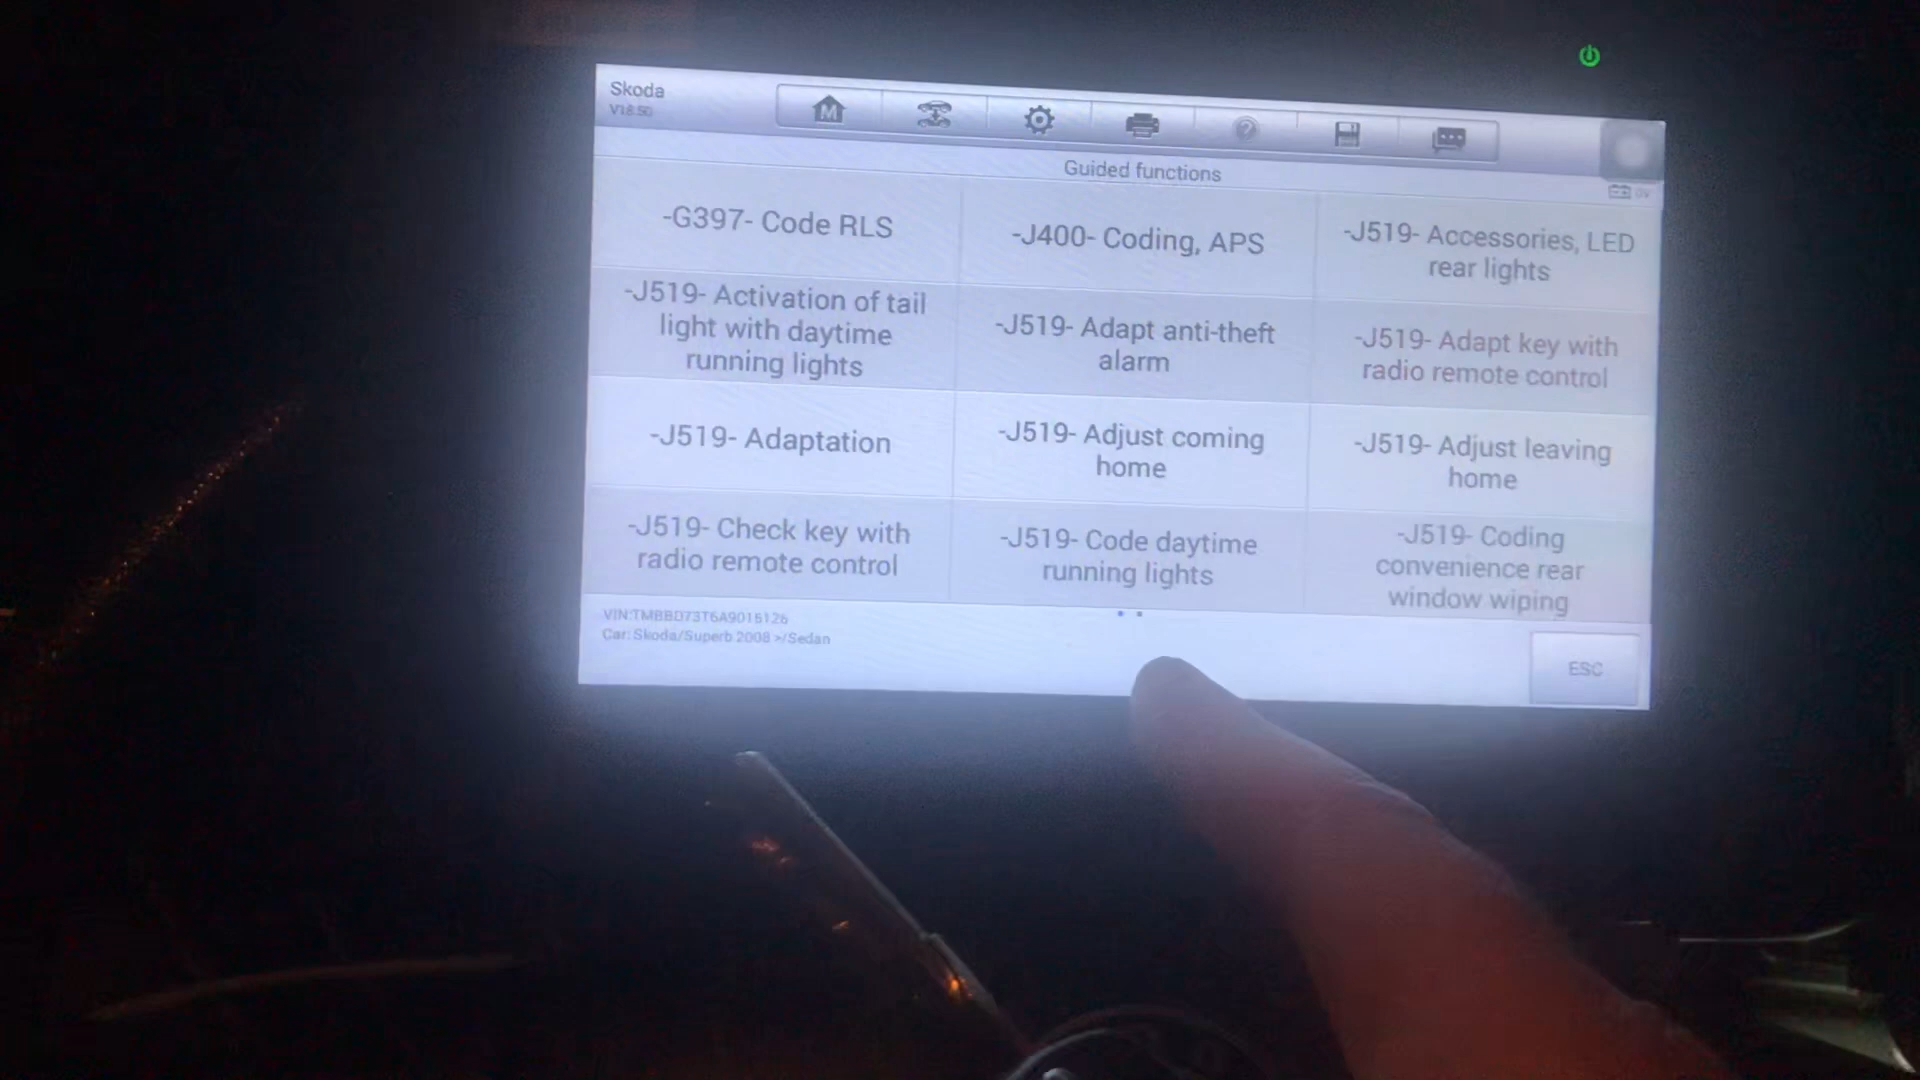 Skoda
V18.50
Guided functions
-G397- Code RLS
-J400- Coding, APS
-J519- Accessories, LED
rear lights
-J519- Activation of tail
light with daytime
running lights
-J519- Adapt anti-theft
alarm
-J519- Adapt key with
radio remote control
-J519- Adaptation
-J519- Adjust coming
home
-J519- Adjust leaving
home
-J519- Check key with
radio remote control
-J519- Code daytime
running lights
-J519- Coding
convenience rear
window wiping
Car: Skoda/Superb 2008 >/Sedan
ESC